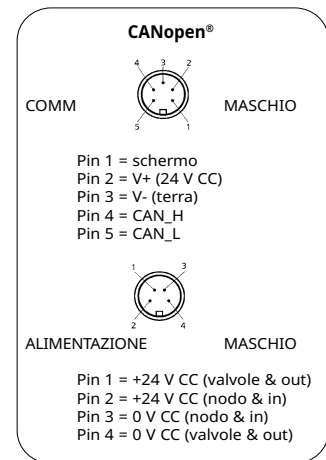 CANopen®
4 3 2
COMM MASCHIO
5 1
Pin 1 = schermo
Pin 2 = V+ (24 V CC)
Pin 3 = V- (terra)
Pin 4 = CAN_H
Pin 5 = CAN_L
1 3
2 4
ALIMENTAZIONE MASCHIO
Pin 1 = +24 V CC (valvole & out)
Pin 2 = +24 V CC (nodo & in)
Pin 3 = 0 V CC (nodo & in)
Pin 4 = 0 V CC (valvole & out)